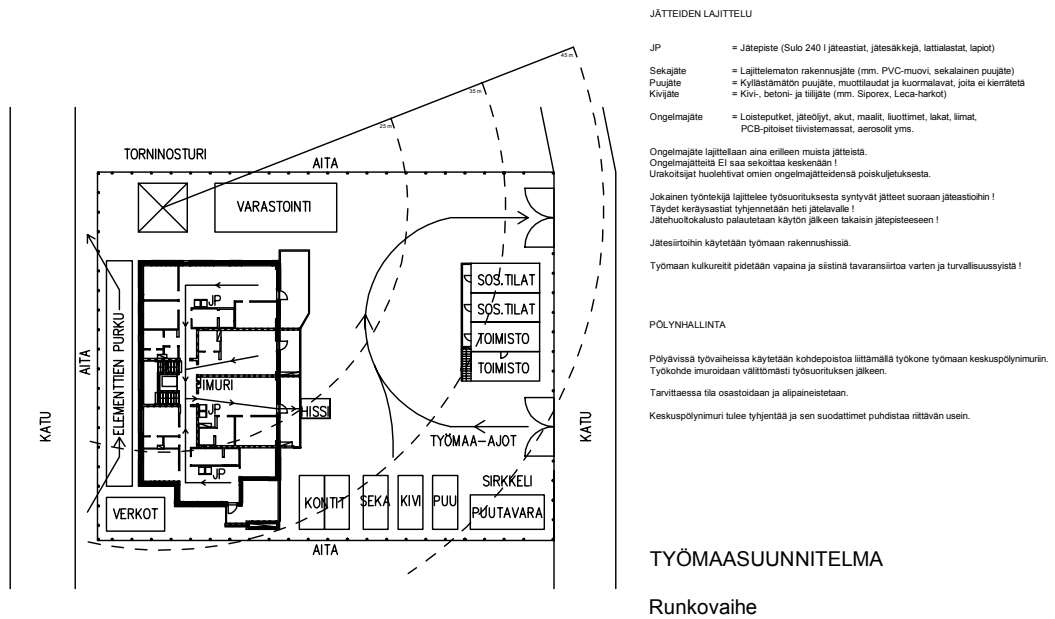 JÄTTEIDEN LAJITTELU
JP = Jätepiste (Sulo 240 l jäteastiat, jätesäkkejä, lattialastat, lapiot)
Sekajäte = Lajittelematon rakennusjäte (mm. PVC-muovi, sekalainen puujäte)
Puujäte = Kyllästämätön puujäte, muottilaudat ja kuormalavat, joita ei kierrätetä
Kivijäte = Kivi-, betoni- ja tiilijäte (mm. Siporex, Leca-harkot)
Ongelmajäte = Loisteputket, jäteöljyt, akut, maalit, liuottimet, lakat, liimat,
PCB-pitoiset tiivistemassat, aerosolit yms.
Ongelmajäte lajitellaan aina erilleen muista jätteistä.
Ongelmajätteitä EI saa sekoittaa keskenään !
Urakoitsijat huolehtivat omien ongelmajätteidensä poiskuljetuksesta.
Jokainen työntekijä lajittelee työsuorituksesta syntyvät jätteet suoraan jäteastioihin !
Täydet keräysastiat tyhjennetään heti jätelavalle !
Jätehuoltokalusto palautetaan käytön jälkeen takaisin jätepisteeseen !
Jätesiirtoihin käytetään työmaan rakennushissiä.
Työmaan kulkureitit pidetään vapaina ja siistinä tavaransiirtoa varten ja turvallisuussyistä !
PÖLYNHALLINTA
Pölyävissä työvaiheissa käytetään kohdepoistoa liittämällä työkone työmaan keskuspölynimuriin.
Työkohde imuroidaan välittömästi työsuorituksen jälkeen.
Tarvittaessa tila osastoidaan ja alipaineistetaan.
Keskuspölynimuri tulee tyhjentää ja sen suodattimet puhdistaa riittävän usein.
TYÖMAASUUNNITELMA
Runkovaihe
45 m
35 m
25 m
TORNINOSTURI
AITA
VARASTOINTI
SOS.TILAT
SOS.TILAT
TOIMISTO
TOIMISTO
JP
IMURI
JP
HISSI
JP
ELEMENTTIEN PURKU
AITA
KATU
KATU
TYÖMAA-AJOT
SIRKKELI
VERKOT
KONTIT
SEKA
KIVI
PUU
PUUTAVARA
AITA